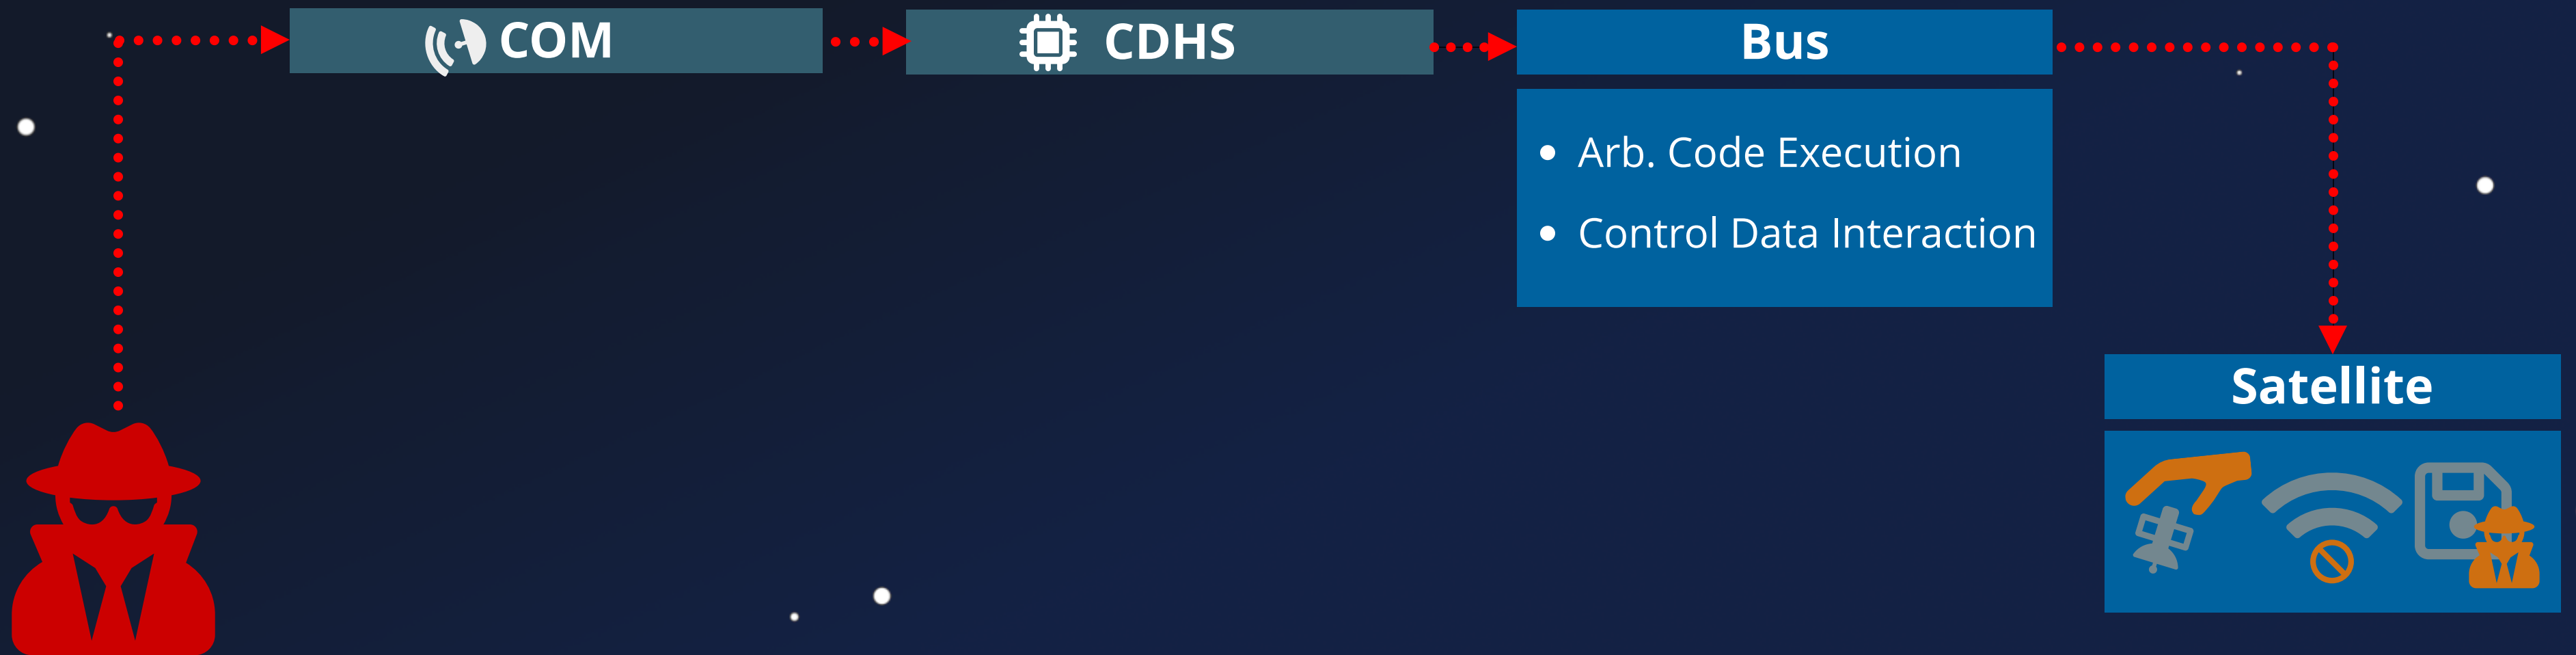 COM
CDHS
Bus
Arb. Code Execution
Control Data Interaction
Satellite